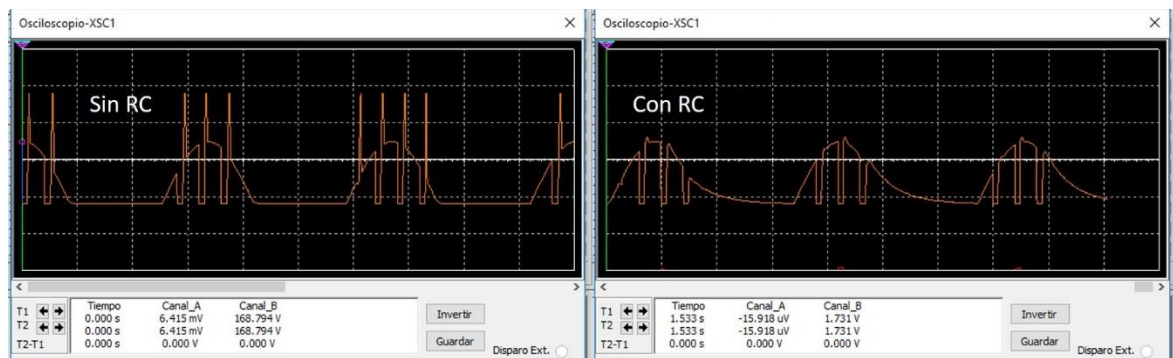 Osciloscopio-XSC1
Sin RC
T1
T2
T2-T1
Tiempo Canal_A Canal_B
0.000 s 6.415 mV 168.794 V
0.000 s 6.415 mV 168.794 V
0.000 s 0.000 V 0.000 V
Invertir
Guardar
Disparo Ext.
Osciloscopio-XSC1
Con RC
T1
T2
T2-T1
Tiempo Canal_A Canal_B
1.533 s -15.918 uV 1.731 V
1.533 s -15.918 uV 1.731 V
0.000 s 0.000 V 0.000 V
Invertir
Guardar
Disparo Ext.